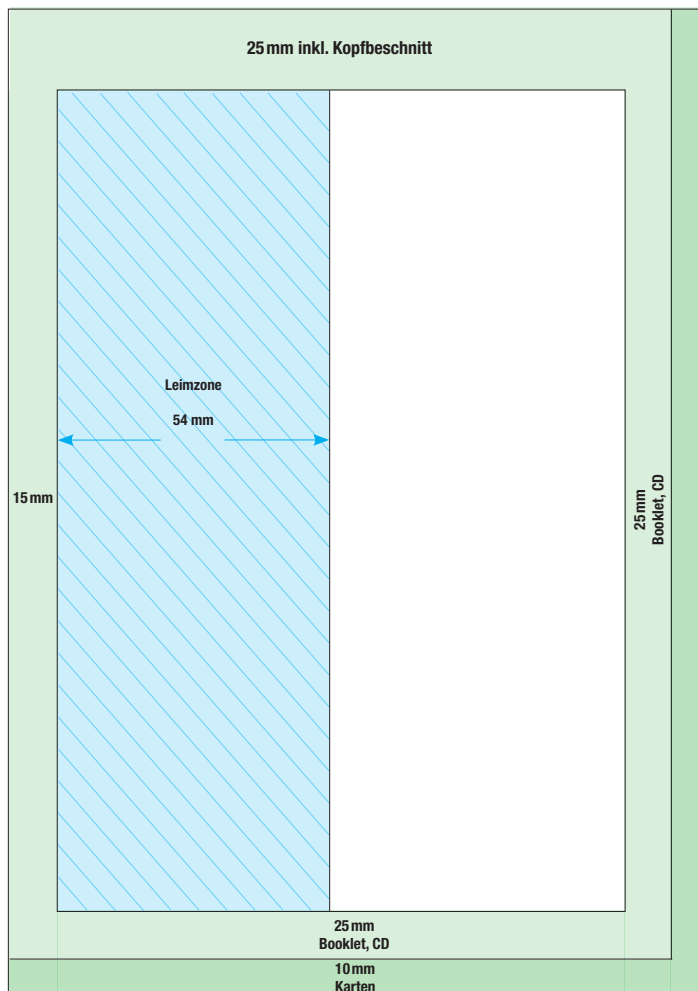 25 mm inkl. Kopfbeschnitt
Leimzone
54 mm
15 mm
25 mm
Booklet, CD
25 mm
Booklet, CD
10 mm
Karten